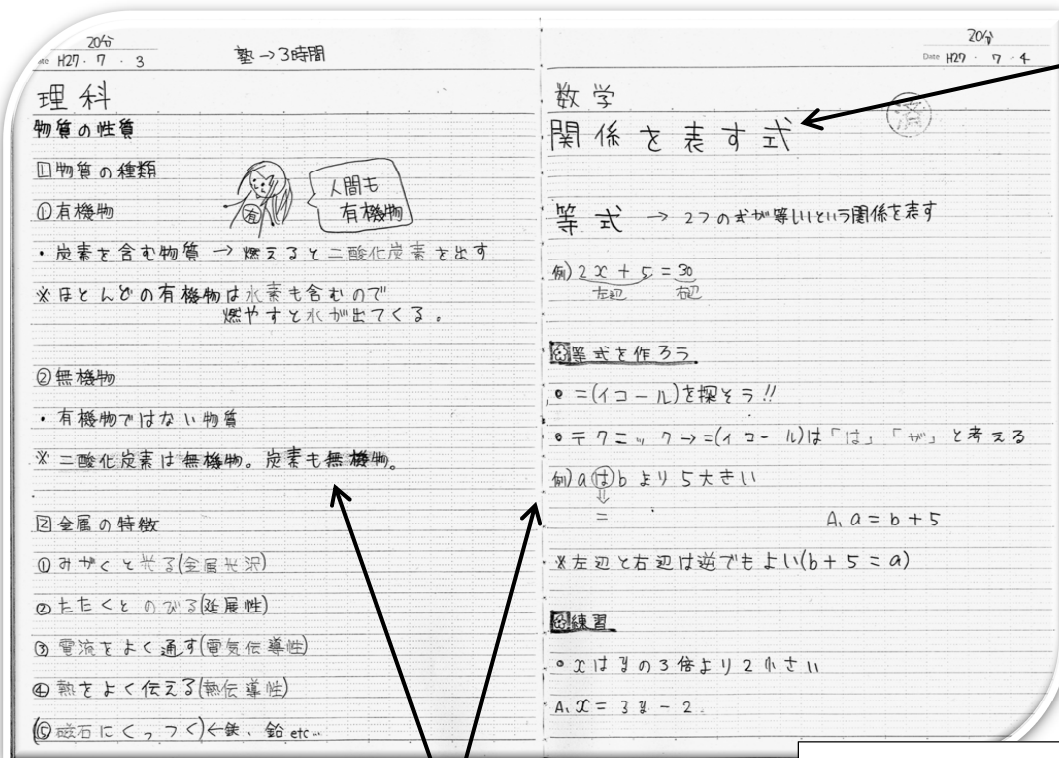 20分
Date H27・7・3
塾→3時間
理科
物質の性質
1 物質の種類
①有機物
人間も
有機物
有
・炭素を含む物質 → 燃えると二酸化炭素を出す
※ほとんどの有機物は水素も含むので
燃やすと水が出てくる。
②無機物
・有機物ではない物質
※二酸化炭素は無機物。炭素も無機物。
2 金属の特徴
①みがくと光る(金属光沢)
②たたくとのびる(延展性)
③電流をよく通す(電気伝導性)
④熱をよく伝える(熱伝導性)
(⑤磁石にくっつく)←鉄、鉛 etc…
20分
Date H27・7・4
数学
済
関係を表す式
等式 → 2つの式が等しいという関係を表す
例) 2x + 5 = 30
左辺 右辺
等式を作ろう
・=(イコール)を探そう!!
・テクニック→=(イコール)は「は」「が」と考える
例) aはbより5大きい
⇓
=
A. a = b + 5
※左辺と右辺は逆でもよい(b + 5 = a)
練習
・xはyの3倍より2小さい
A. x = 3y - 2.